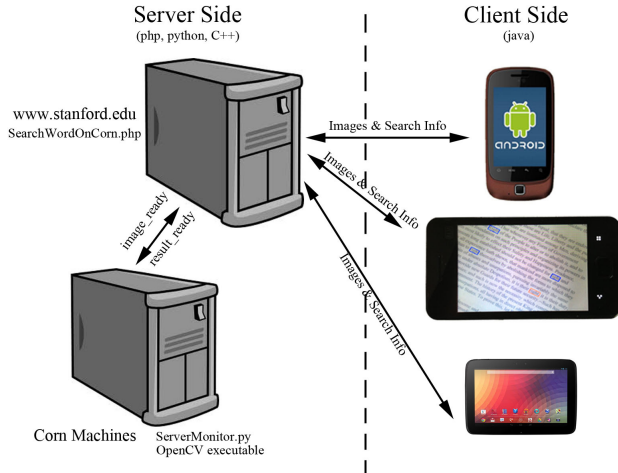 Server Side
(php, python, C++)
Client Side
(java)
www.stanford.edu
SearchWordOnCorn.php
Images & Search Info
ANDROID
Images & Search Info
image_ready
result_ready
Images & Search Info
Corn Machines
ServerMonitor.py
OpenCV executable